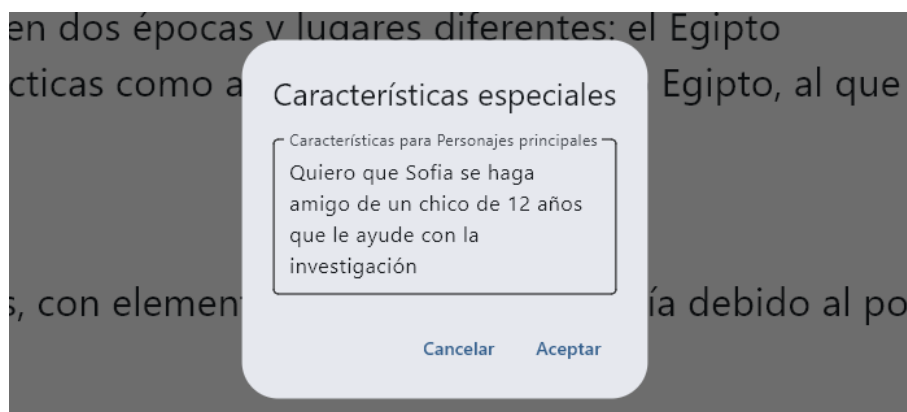 en dos épocas y lugares diferentes: el Egipto
cticas como a Egipto, al que
Características especiales
Características para Personajes principales
Quiero que Sofia se haga
amigo de un chico de 12 años
que le ayude con la
investigación
s, con elemen ía debido al po
Cancelar Aceptar